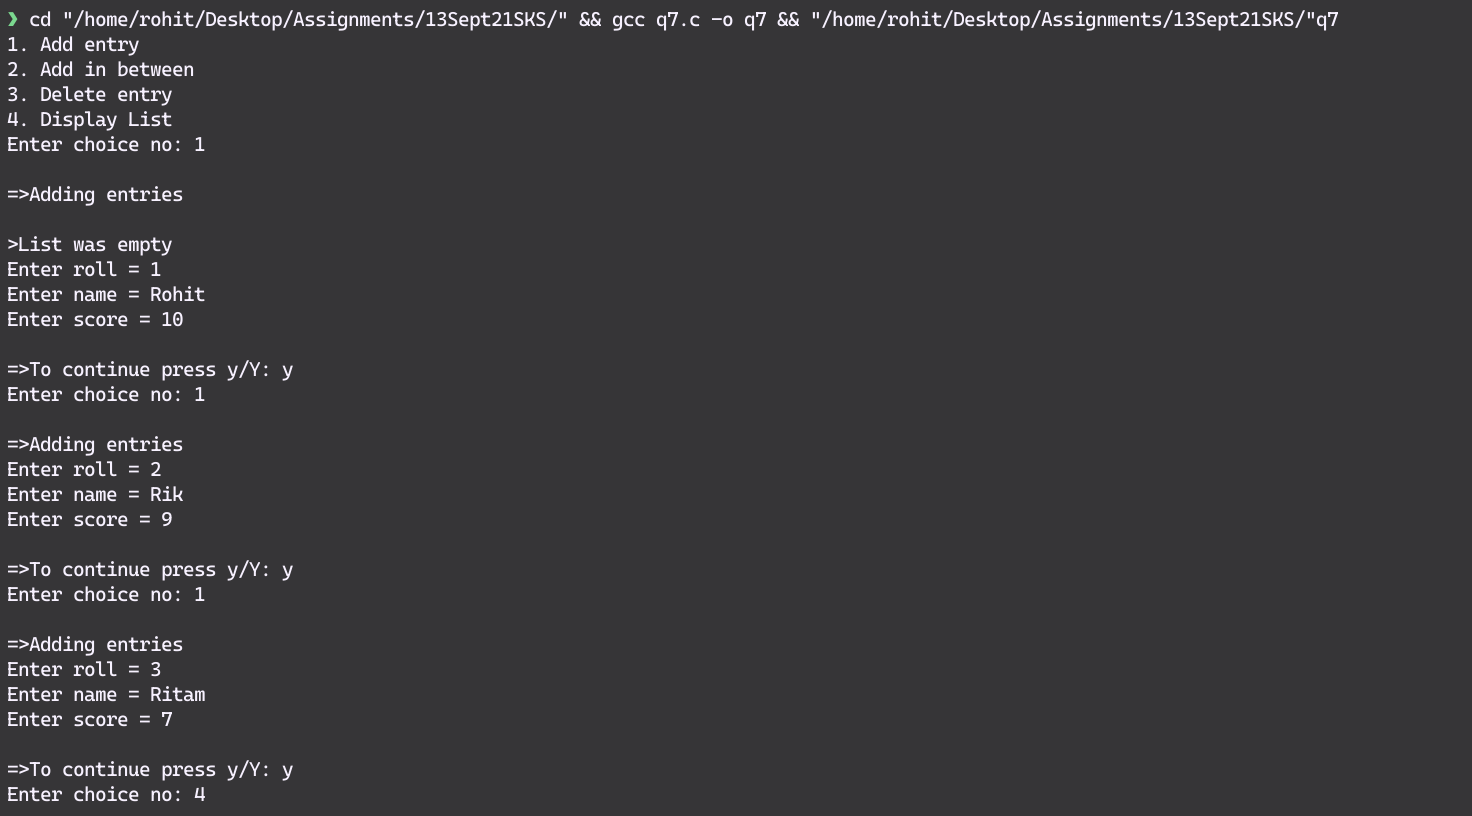 ❯ cd "/home/rohit/Desktop/Assignments/13Sept21SKS/" && gcc q7.c -o q7 && "/home/rohit/Desktop/Assignments/13Sept21SKS/"q7
1. Add entry
2. Add in between
3. Delete entry
4. Display List
Enter choice no: 1

=>Adding entries

>List was empty
Enter roll = 1
Enter name = Rohit
Enter score = 10

=>To continue press y/Y: y
Enter choice no: 1

=>Adding entries
Enter roll = 2
Enter name = Rik
Enter score = 9

=>To continue press y/Y: y
Enter choice no: 1

=>Adding entries
Enter roll = 3
Enter name = Ritam
Enter score = 7

=>To continue press y/Y: y
Enter choice no: 4